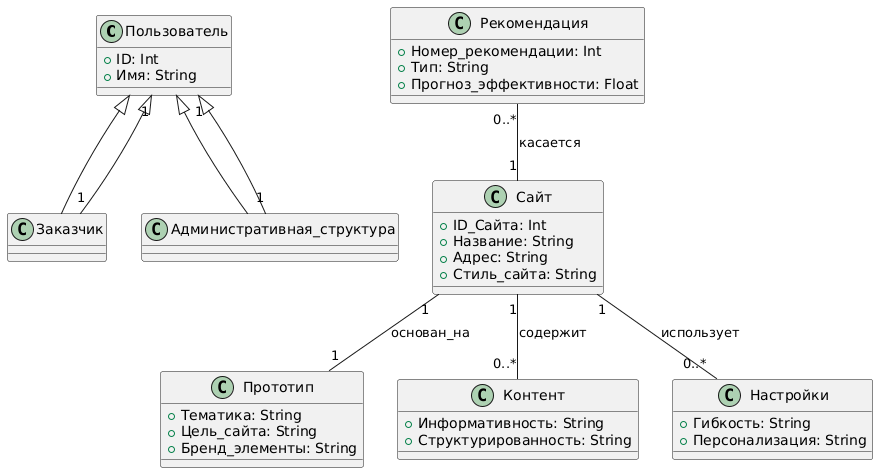 C Пользователь
ID: Int
Имя: String
C Рекомендация
Номер_рекомендации: Int
Тип: String
Прогноз_эффективности: Float
1
1
0..*
касается
1
1
1
C Заказчик
C Административная_структура
C Сайт
ID_Сайта: Int
Название: String
Адрес: String
Стиль_сайта: String
1
1
1
основан_на
содержит
использует
1
0..*
0..*
C Прототип
Тематика: String
Цель_сайта: String
Бренд_элементы: String
C Контент
Информативность: String
Структурированность: String
C Настройки
Гибкость: String
Персонализация: String